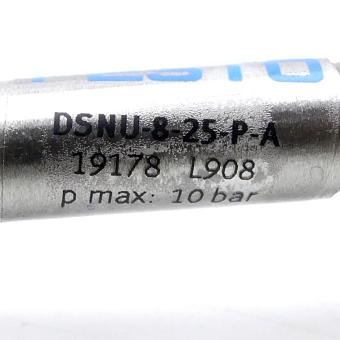 DSNU-8-25-P-A
19178 L908
p max: 10 bar